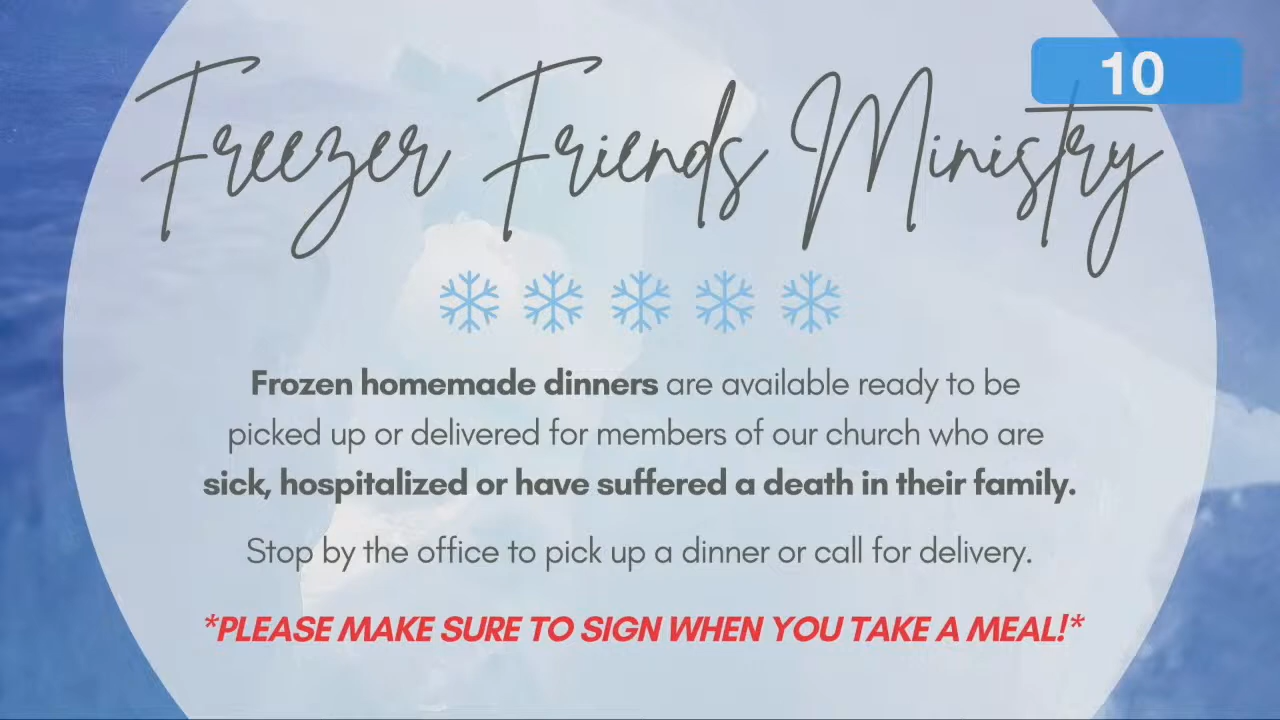 10
Freezer Friends Ministry
Frozen homemade dinners are available ready to be
picked up or delivered for members of our church who are
sick, hospitalized or have suffered a death in their family.
Stop by the office to pick up a dinner or call for delivery.
*PLEASE MAKE SURE TO SIGN WHEN YOU TAKE A MEAL!*